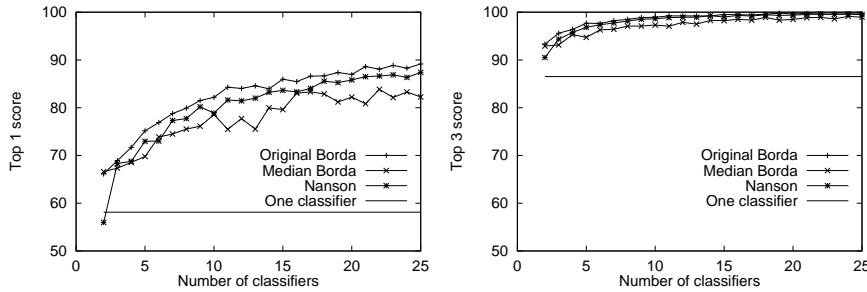 100
90
80
70
60
50
Top 1 score
0
5
10
15
20
25
Number of classifiers
Original Borda
Median Borda
Nanson
One classifier
100
90
80
70
60
50
Top 3 score
0
5
10
15
20
25
Number of classifiers
Original Borda
Median Borda
Nanson
One classifier